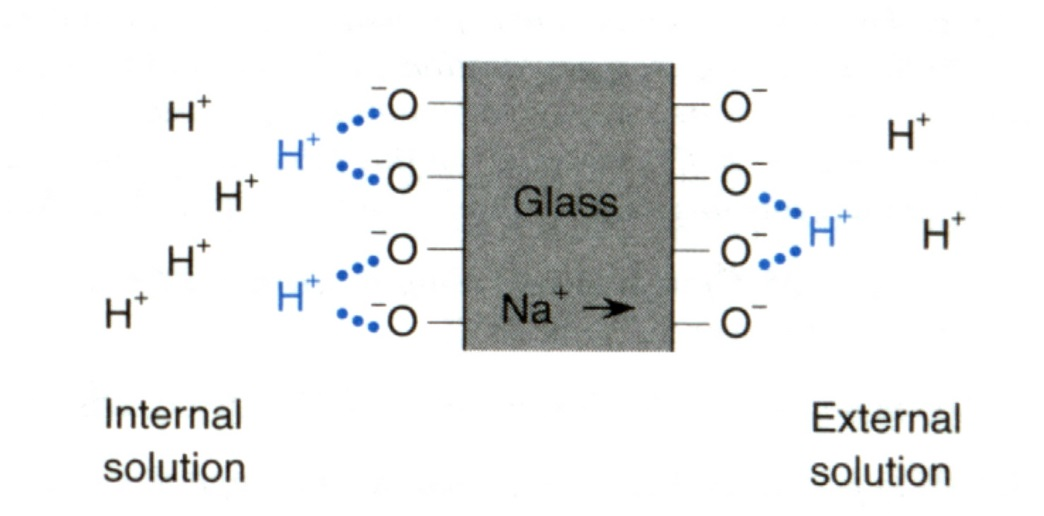 H⁺ ⁻O O⁻ H⁺
H⁺ ⁻O O⁻
H⁺ Glass H⁺ H⁺
H⁺ ⁻O O⁻
H⁺ H⁺ ⁻O Na⁺ → O⁻
Internal
solution
External
solution